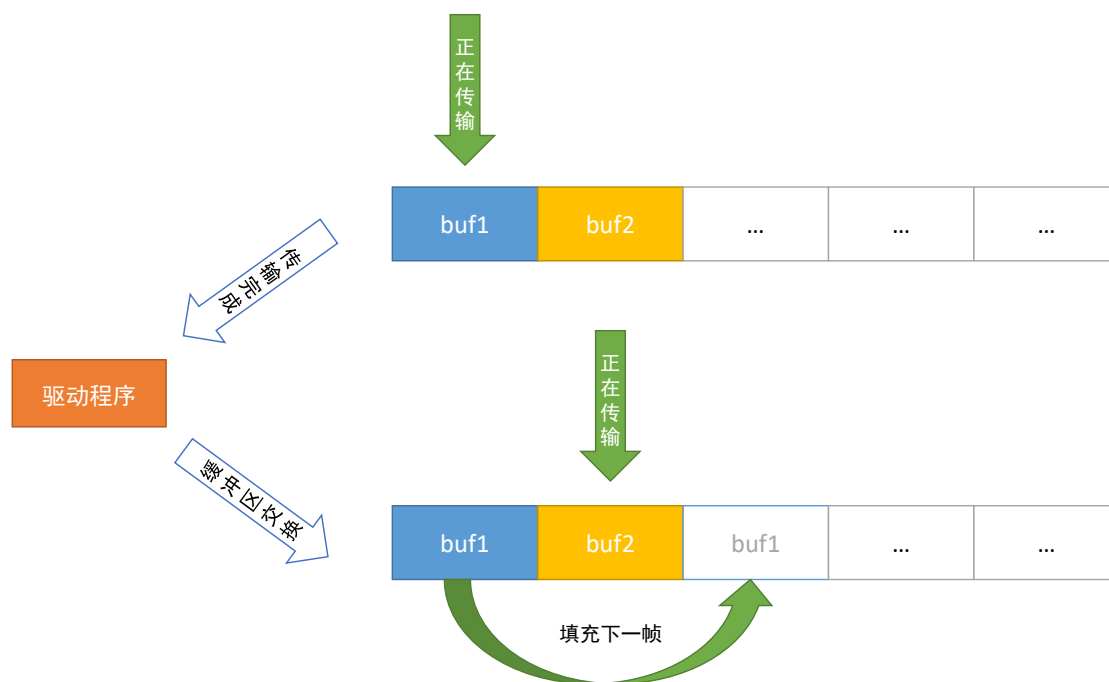 正在传输
buf1 buf2 ... ... ...
传输完成
驱动程序
正在传输
缓冲区交换
buf1 buf2 buf1 ... ...
填充下一帧